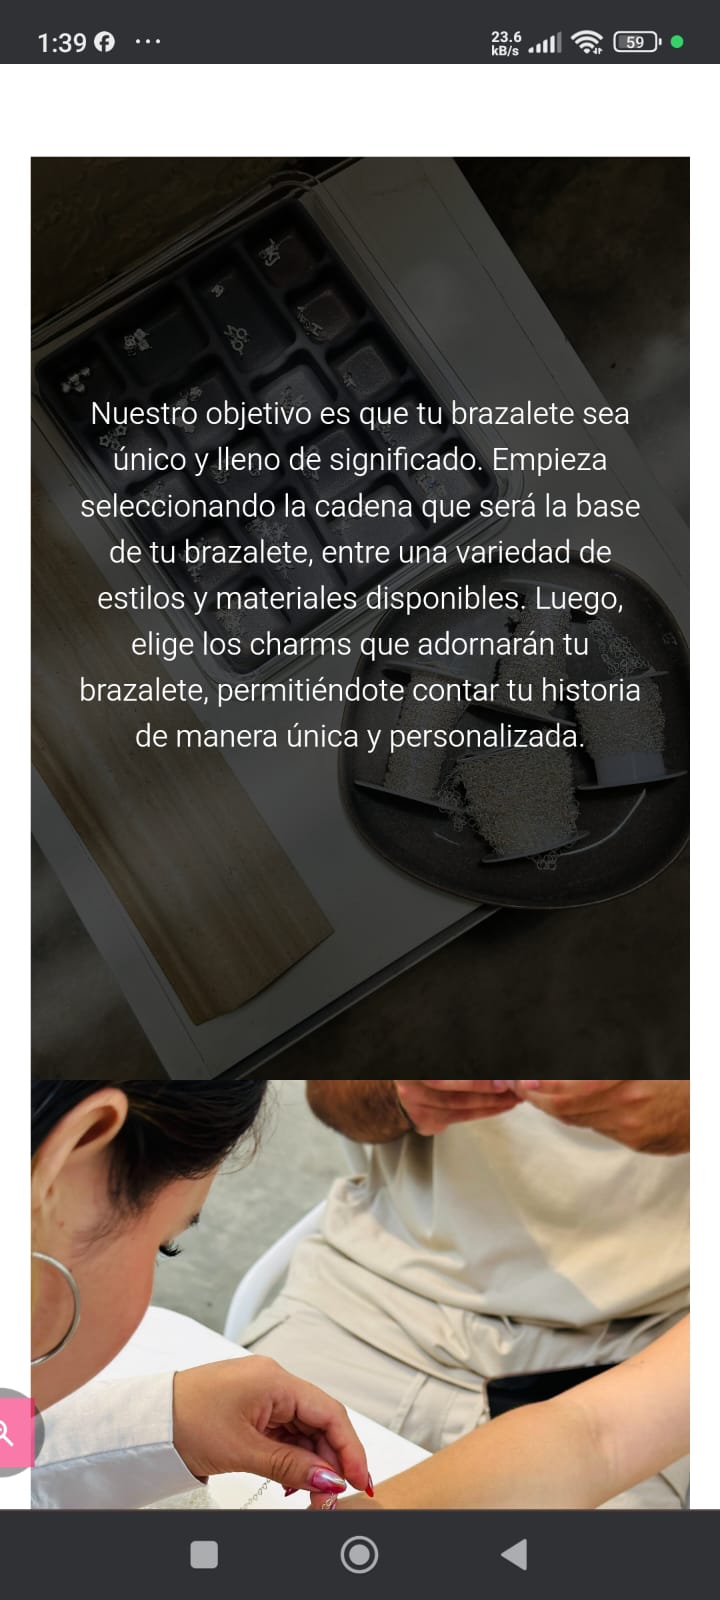 1:39
23.6
kB/s
59
Nuestro objetivo es que tu brazalete sea
único y lleno de significado. Empieza
seleccionando la cadena que será la base
de tu brazalete, entre una variedad de
estilos y materiales disponibles. Luego,
elige los charms que adornarán tu
brazalete, permitiéndote contar tu historia
de manera única y personalizada.